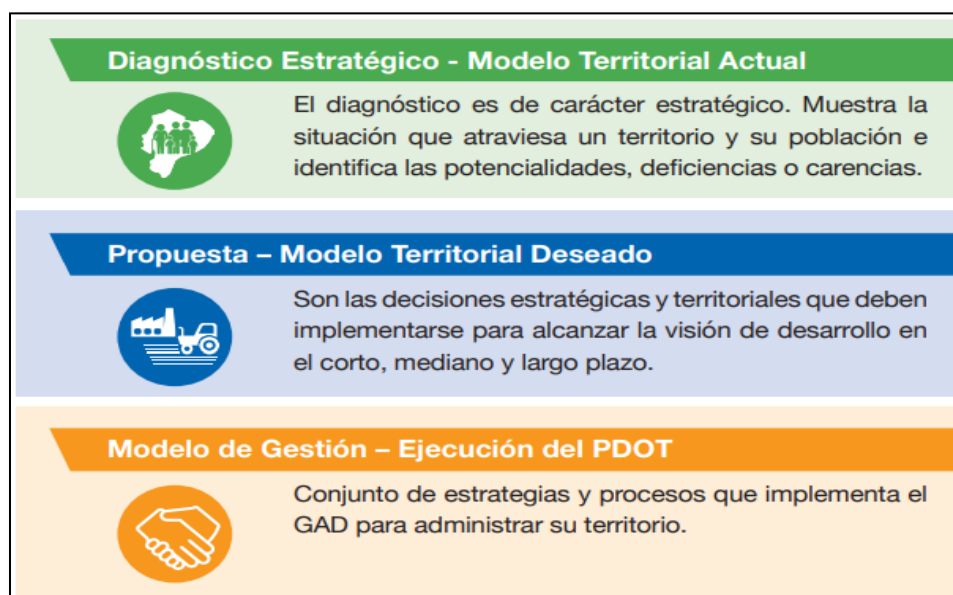 Diagnóstico Estratégico - Modelo Territorial Actual
El diagnóstico es de carácter estratégico. Muestra la
situación que atraviesa un territorio y su población e
identifica las potencialidades, deficiencias o carencias.
Propuesta – Modelo Territorial Deseado
Son las decisiones estratégicas y territoriales que deben
implementarse para alcanzar la visión de desarrollo en
el corto, mediano y largo plazo.
Modelo de Gestión – Ejecución del PDOT
Conjunto de estrategias y procesos que implementa el
GAD para administrar su territorio.